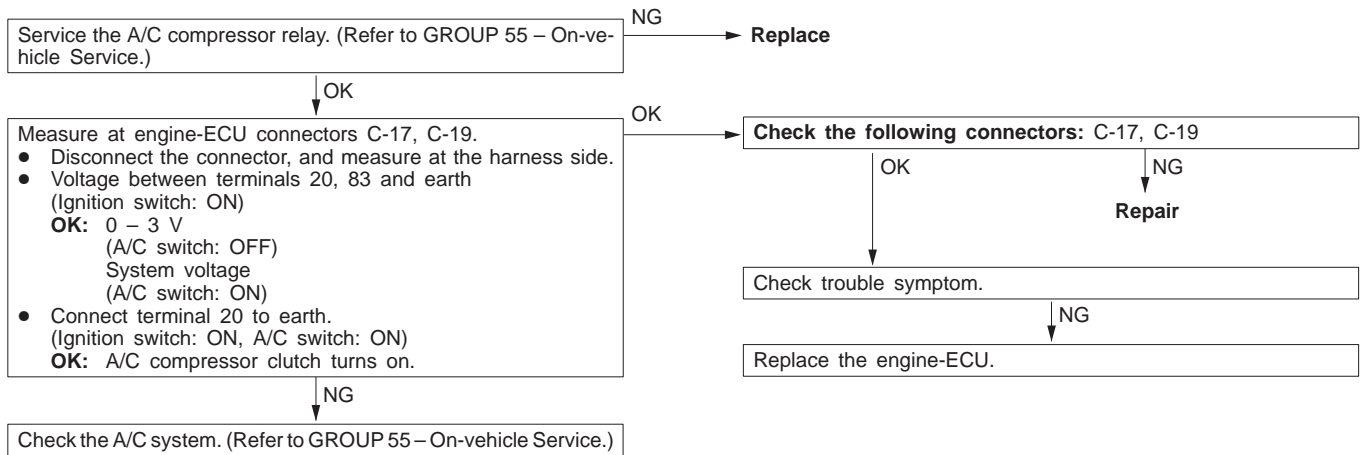 Service the A/C compressor relay. (Refer to GROUP 55 – On-ve-
hicle Service.)
NG
Replace
OK
Measure at engine-ECU connectors C-17, C-19.
● Disconnect the connector, and measure at the harness side.
● Voltage between terminals 20, 83 and earth
(Ignition switch: ON)
OK: 0 – 3 V
(A/C switch: OFF)
System voltage
(A/C switch: ON)
● Connect terminal 20 to earth.
(Ignition switch: ON, A/C switch: ON)
OK: A/C compressor clutch turns on.
OK
Check the following connectors: C-17, C-19
OK
NG
Repair
Check trouble symptom.
NG
Replace the engine-ECU.
NG
Check the A/C system. (Refer to GROUP 55 – On-vehicle Service.)